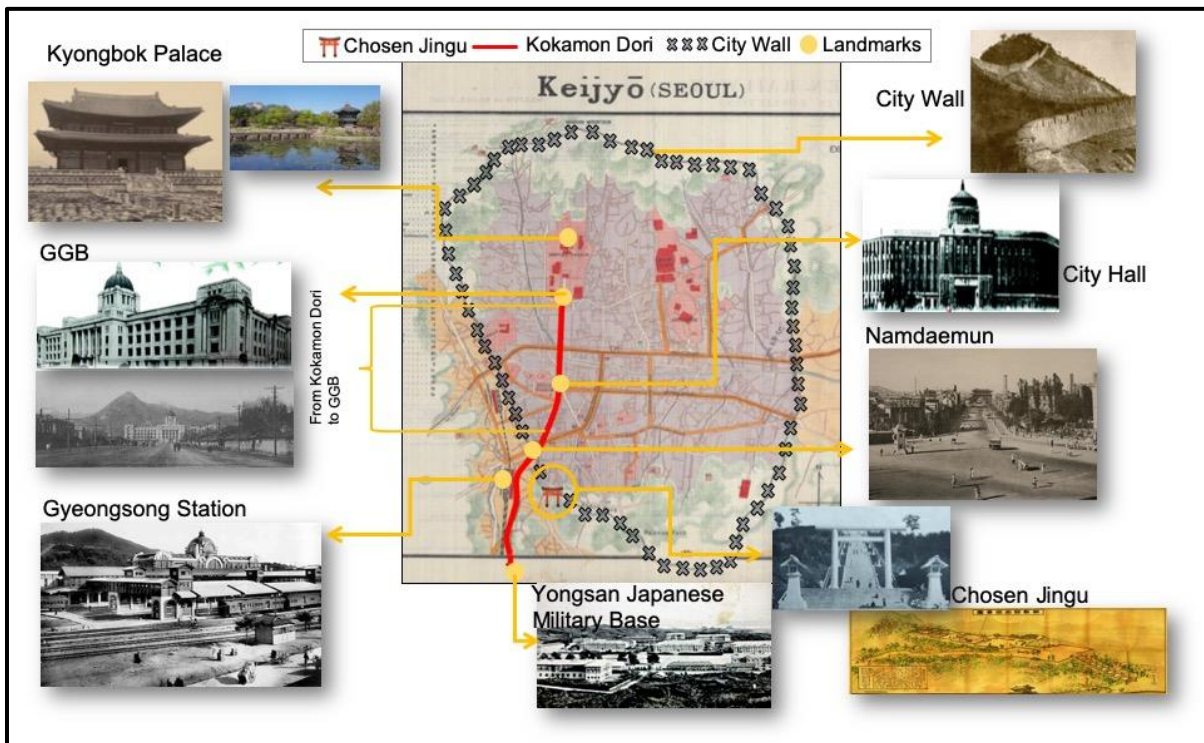 Kyongbok Palace
Chosen Jingu Kokamon Dori City Wall Landmarks
Keijyō (SEOUL)
City Wall
GGB
City Hall
From Kokamon Dori
to GGB
Namdaemun
Gyeongsong Station
Yongsan Japanese
Military Base
Chosen Jingu